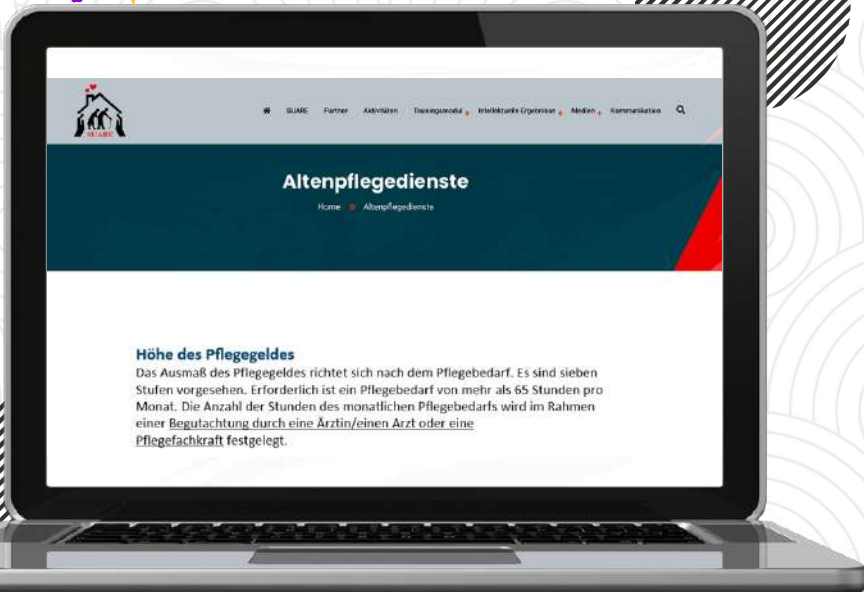 SUARE
SUARE Partner Aktivitäten Trainingsmodul Intellektuelle Ergebnisse Medien Kommunikation
Altenpflegedienste
Home Altenpflegedienste
Höhe des Pflegegeldes
Das Ausmaß des Pflegegeldes richtet sich nach dem Pflegebedarf. Es sind sieben
Stufen vorgesehen. Erforderlich ist ein Pflegebedarf von mehr als 65 Stunden pro
Monat. Die Anzahl der Stunden des monatlichen Pflegebedarfs wird im Rahmen
einer Begutachtung durch eine Ärztin/einen Arzt oder eine
Pflegefachkraft festgelegt.